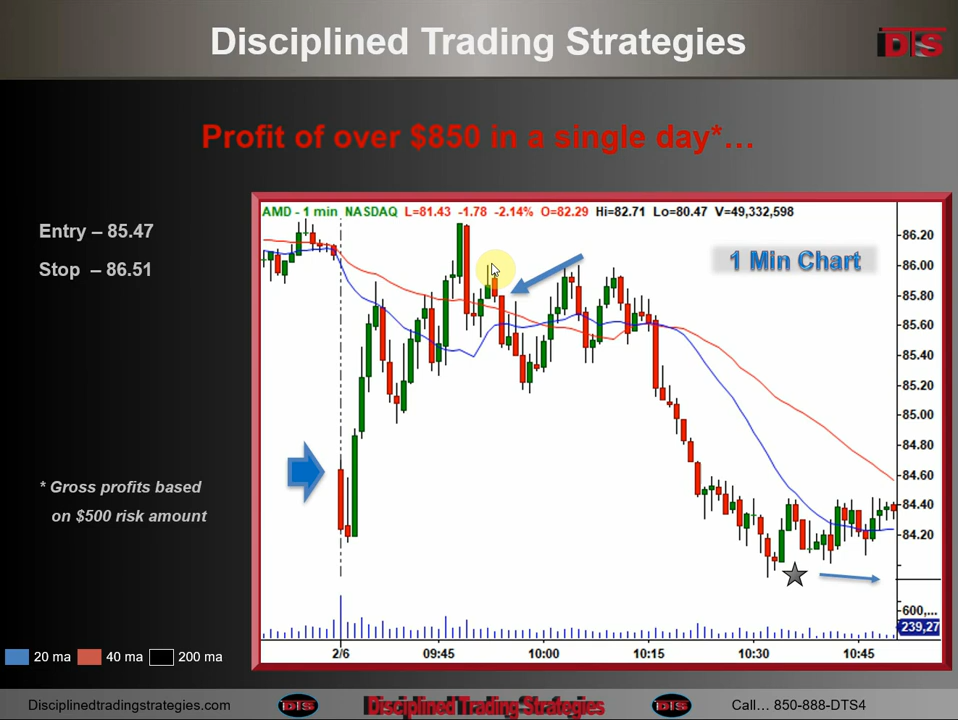 Disciplined Trading Strategies
DTS
Profit of over $850 in a single day*…
Entry – 85.47
Stop – 86.51
* Gross profits based
on $500 risk amount
AMD - 1 min NASDAQ L=81.43 -1.78 -2.14% O=82.29 Hi=82.71 Lo=80.47 V=49,332,598
1 Min Chart
86.20
86.00
85.80
85.60
85.40
85.20
85.00
84.80
84.60
84.40
84.20
600,...
239,27
2/6 09:45 10:00 10:15 10:30 10:45
20 ma 40 ma 200 ma
Disciplinedtradingstrategies.com DTS Disciplined Trading Strategies DTS Call… 850-888-DTS4